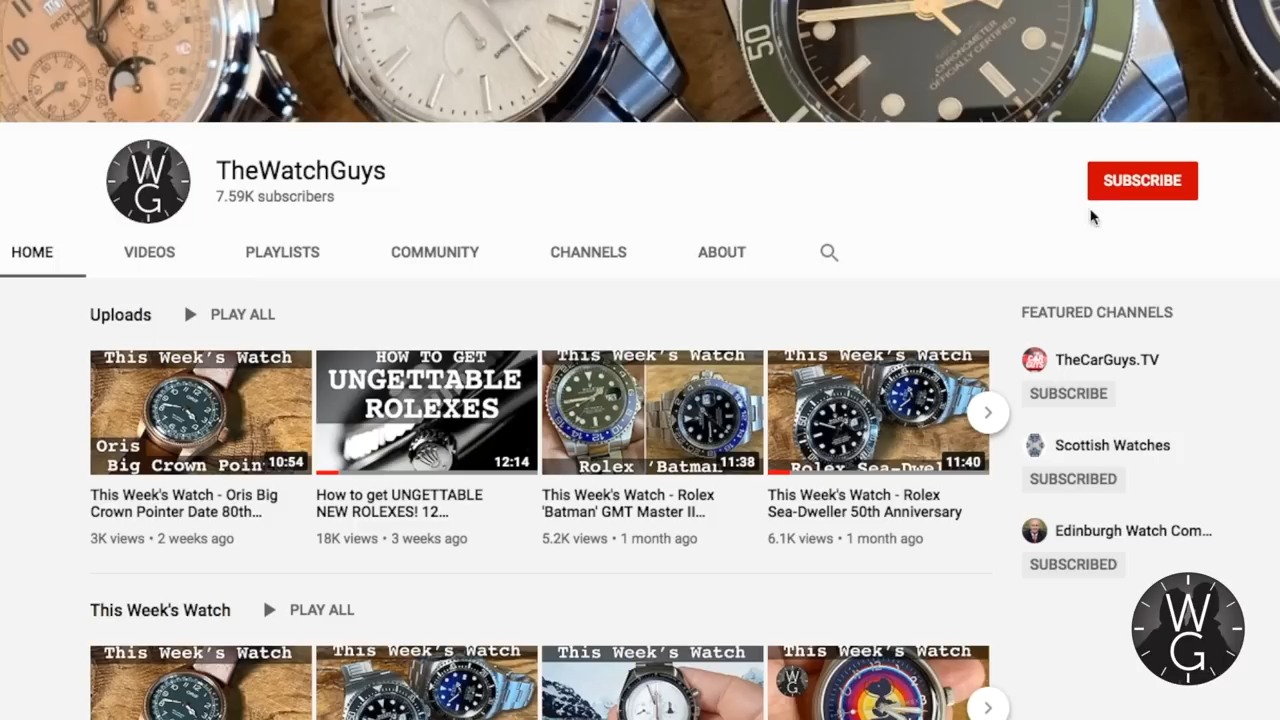 10
50
CHRONOMETER
OFFICIALLY CERTIFIED
W
G
TheWatchGuys
7.59K subscribers
SUBSCRIBE
HOME
VIDEOS
PLAYLISTS
COMMUNITY
CHANNELS
ABOUT
Uploads
PLAY ALL
This Week's Watch
Oris
Big Crown Poin
10:54
This Week's Watch - Oris Big
Crown Pointer Date 80th...
3K views • 2 weeks ago
HOW TO GET
UNGETTABLE
ROLEXES
12:14
How to get UNGETTABLE
NEW ROLEXES! 12...
18K views • 3 weeks ago
This Week's Watch
Rolex 'Batman
11:38
This Week's Watch - Rolex
'Batman' GMT Master II...
5.2K views • 1 month ago
This Week's Watch
Rolex Sea-Dwel
11:40
This Week's Watch - Rolex
Sea-Dweller 50th Anniversary
6.1K views • 1 month ago
FEATURED CHANNELS
TheCarGuys.TV
SUBSCRIBE
Scottish Watches
SUBSCRIBED
Edinburgh Watch Com...
SUBSCRIBED
This Week's Watch
PLAY ALL
This Week's Watch
This Week's Watch
This Week's Watch
This Week's Watch
W
G
W
G